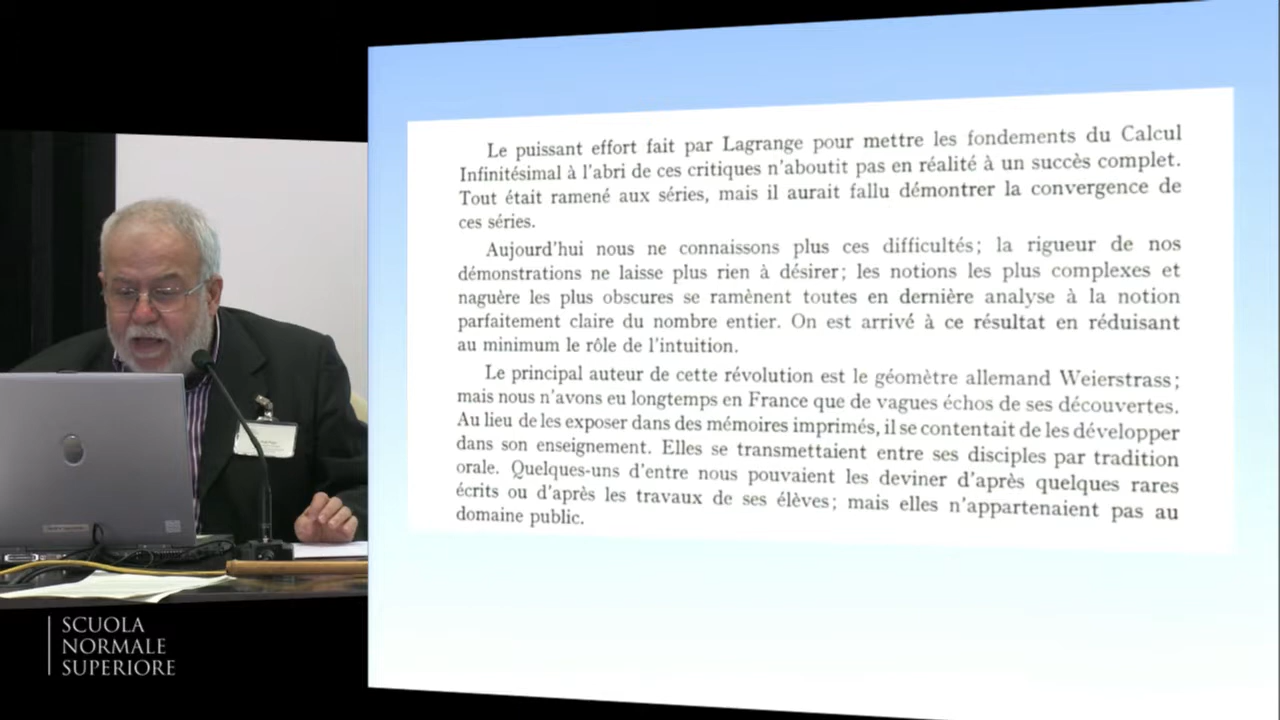 Le puissant effort fait par Lagrange pour mettre les fondements du Calcul
Infinitésimal à l'abri de ces critiques n'aboutit pas en réalité à un succès complet.
Tout était ramené aux séries, mais il aurait fallu démontrer la convergence de
ces séries.
Aujourd'hui nous ne connaissons plus ces difficultés; la rigueur de nos
démonstrations ne laisse plus rien à désirer; les notions les plus complexes et
naguère les plus obscures se ramènent toutes en dernière analyse à la notion
parfaitement claire du nombre entier. On est arrivé à ce résultat en réduisant
au minimum le rôle de l'intuition.
Le principal auteur de cette révolution est le géomètre allemand Weierstrass;
mais nous n'avons eu longtemps en France que de vagues échos de ses découvertes.
Au lieu de les exposer dans des mémoires imprimés, il se contentait de les développer
dans son enseignement. Elles se transmettaient entre ses disciples par tradition
orale. Quelques-uns d'entre nous pouvaient les deviner d'après quelques rares
écrits ou d'après les travaux de ses élèves; mais elles n'appartenaient pas au
domaine public.
SCUOLA
NORMALE
SUPERIORE